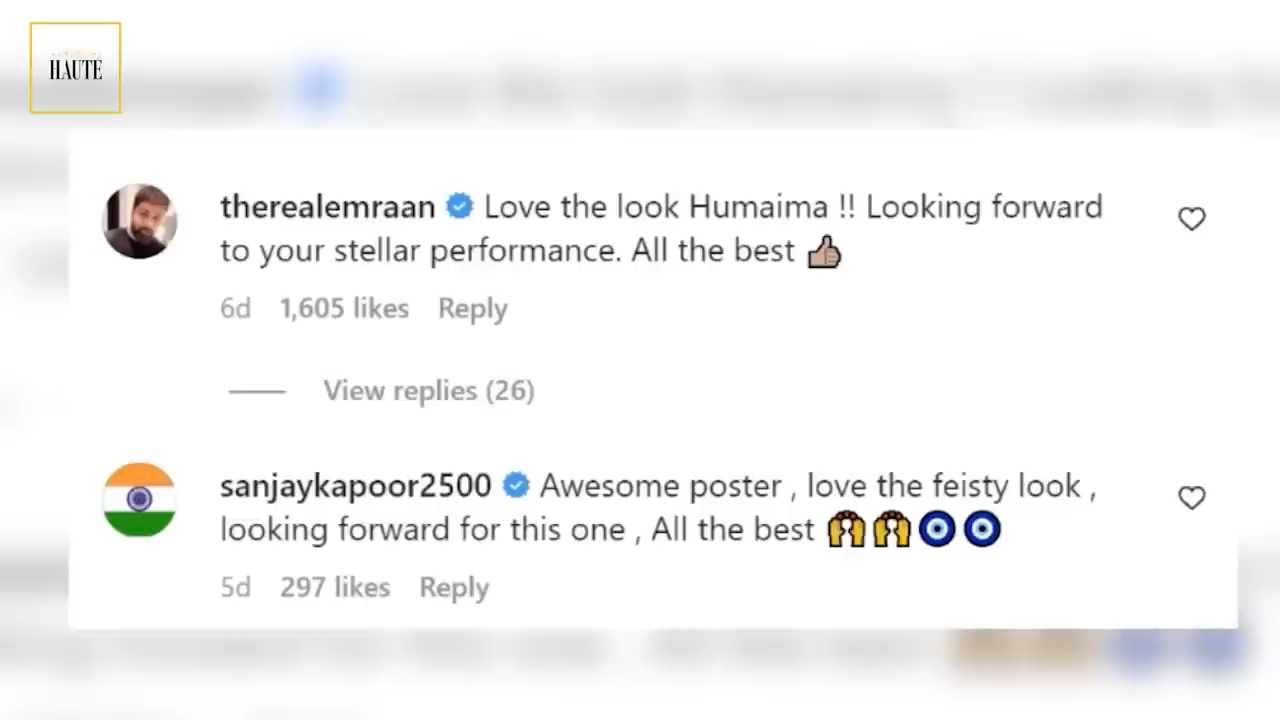 HAUTE
therealemraan Love the look Humaima !! Looking forward
to your stellar performance. All the best 👍🏽
6d 1,605 likes Reply
View replies (26)
sanjaykapoor2500 Awesome poster , love the feisty look ,
looking forward for this one , All the best 🙌🙌🧿🧿
5d 297 likes Reply